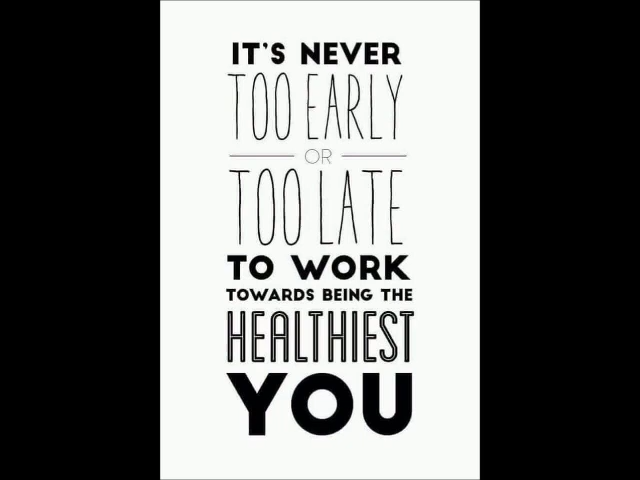 IT'S NEVER
TOO EARLY
OR
TOO LATE
TO WORK
TOWARDS BEING THE
HEALTHIEST
YOU